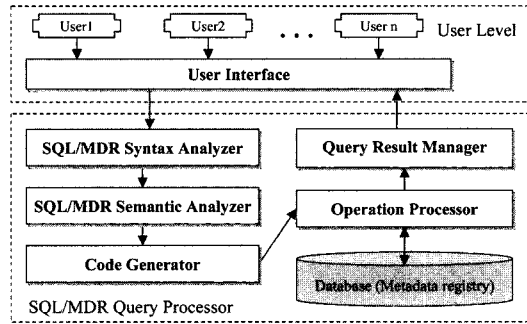 User1 User2 . . . User n
User Level
User Interface
SQL/MDR Syntax Analyzer
Query Result Manager
SQL/MDR Semantic Analyzer
Operation Processor
Code Generator
Database (Metadata registry)
SQL/MDR Query Processor